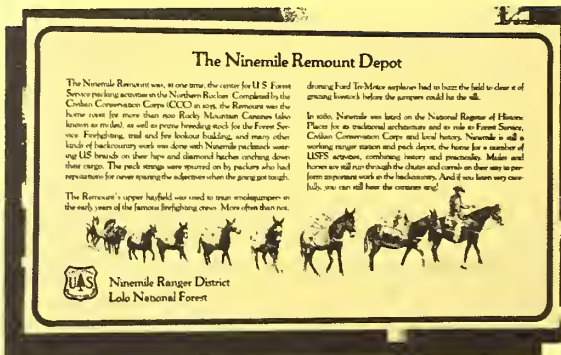 The Ninemile Remount Depot
The Ninemile Remount was, at one time, the center for U S Forest
Service packing activities in the Northern Rockies. Completed by the
Civilian Conservation Corps (CCC) in 1935, the Remount was the
home roost for more than 1500 Rocky Mountain Canaries (also
known as mules), as well as prime breeding stock for the Forest Ser-
vice. Firefighting, trail and fire lookout building, and many other
kinds of backcountry work was done with Ninemile packstock wear-
ing US brands on their hips and diamond hitches cinching down
their cargo. The pack strings were spurred on by packers who had
reputations for never sparing the adjectives when the going got tough.
The Remount's upper hayfield was used to train smokejumpers in
the early years of the famous firefighting crews. More often than not,
droning Ford Tri-Motor airplanes had to buzz the field to clear it of
grazing livestock before the jumpers could hit the silk.
In 1980, Ninemile was listed on the National Register of Historic
Places for its traditional architecture and its role in Forest Service,
Civilian Conservation Corps and local history. Ninemile is still a
working ranger station and pack depot, the home for a number of
USFS activities, combining history and practicality. Mules and
horses are still run through the chutes and corrals on their way to per-
form important work in the backcountry. And if you listen very care-
fully, you can still hear the canaries sing!
UAS
Ninemile Ranger District
Lolo National Forest